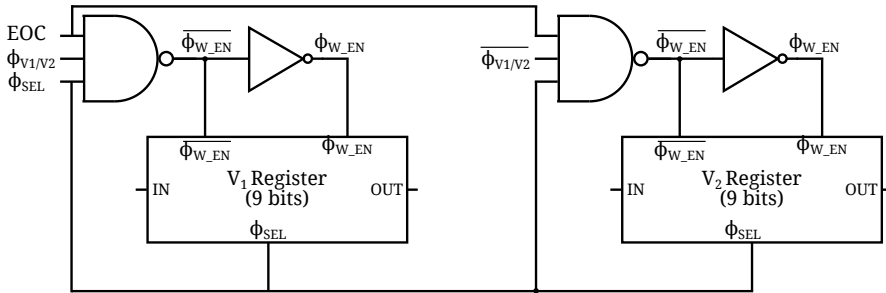 EOC
ϕV1/V2
ϕSEL
ϕW_EN
ϕW_EN
ϕW_EN
ϕW_EN
V1 Register
(9 bits)
IN
OUT
ϕSEL
ϕV1/V2
ϕW_EN
ϕW_EN
ϕW_EN
ϕW_EN
V2 Register
(9 bits)
IN
OUT
ϕSEL